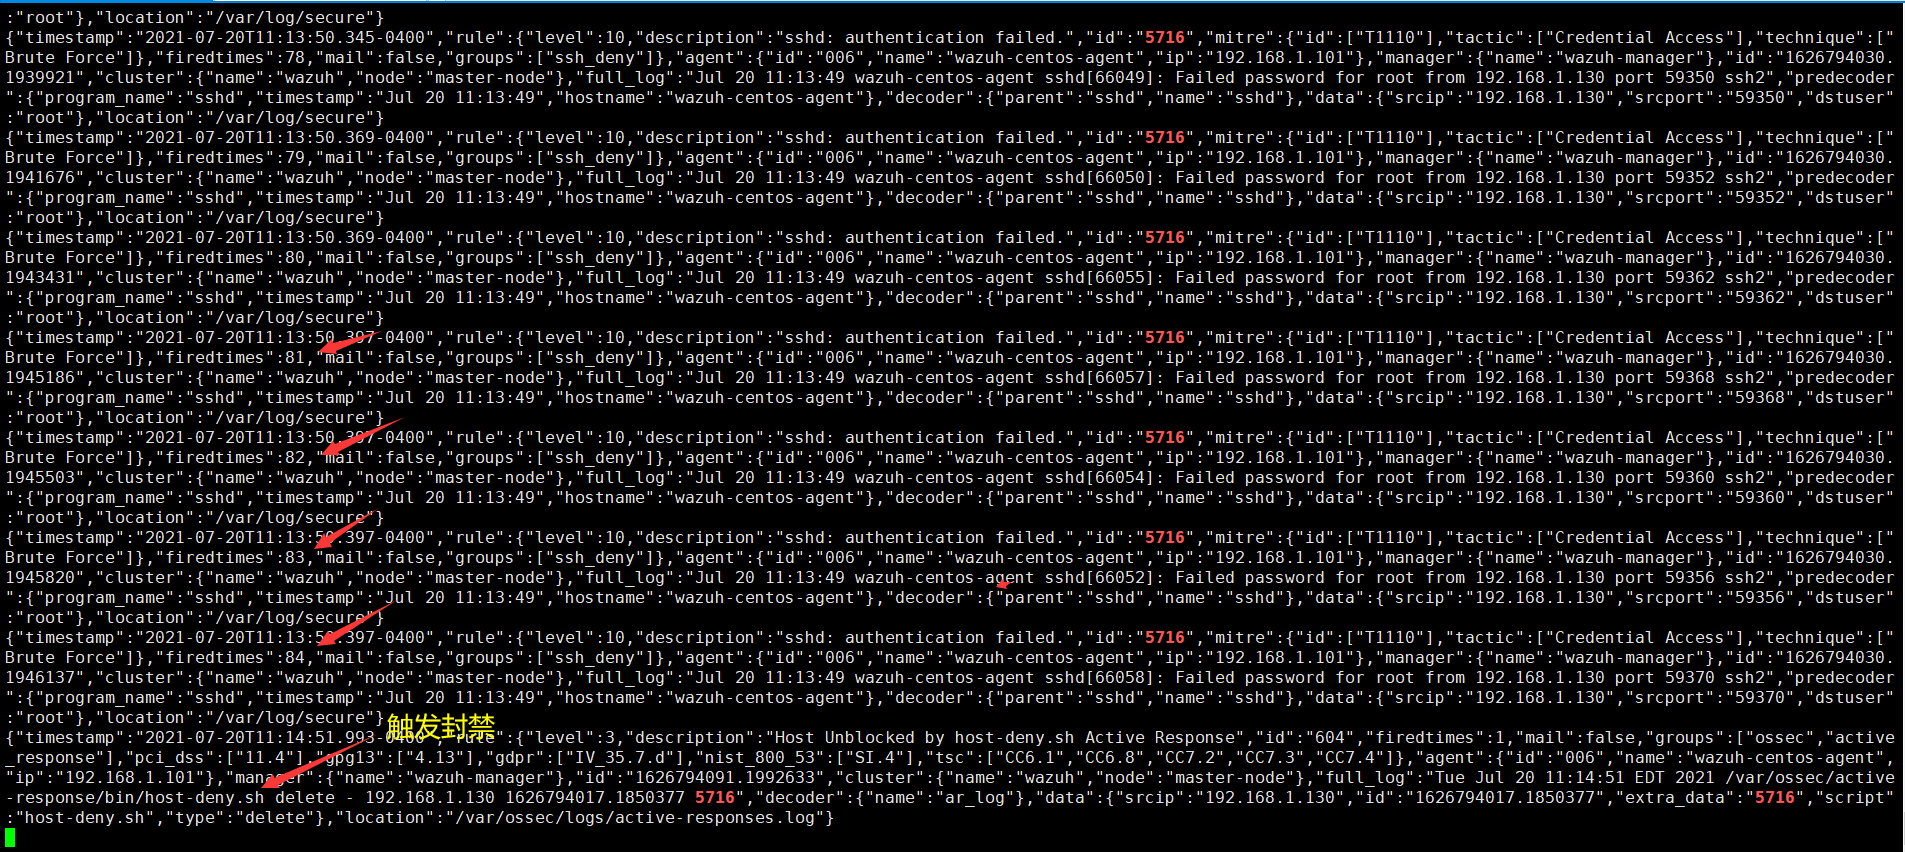 :"root"},"location":"/var/log/secure"}
{"timestamp":"2021-07-20T11:13:50.345-0400","rule":{"level":10,"description":"sshd: authentication failed.","id":"5716","mitre":{"id":["T1110"],"tactic":["Credential Access"],"technique":["
Brute Force"]},"firedtimes":78,"mail":false,"groups":["ssh_deny"]},"agent":{"id":"006","name":"wazuh-centos-agent","ip":"192.168.1.101"},"manager":{"name":"wazuh-manager"},"id":"1626794030.
1939921","cluster":{"name":"wazuh","node":"master-node"},"full_log":"Jul 20 11:13:49 wazuh-centos-agent sshd[66049]: Failed password for root from 192.168.1.130 port 59350 ssh2","predecoder
":{"program_name":"sshd","timestamp":"Jul 20 11:13:49","hostname":"wazuh-centos-agent"},"decoder":{"parent":"sshd","name":"sshd"},"data":{"srcip":"192.168.1.130","srcport":"59350","dstuser"
:"root"},"location":"/var/log/secure"}
{"timestamp":"2021-07-20T11:13:50.369-0400","rule":{"level":10,"description":"sshd: authentication failed.","id":"5716","mitre":{"id":["T1110"],"tactic":["Credential Access"],"technique":["
Brute Force"]},"firedtimes":79,"mail":false,"groups":["ssh_deny"]},"agent":{"id":"006","name":"wazuh-centos-agent","ip":"192.168.1.101"},"manager":{"name":"wazuh-manager"},"id":"1626794030.
1941676","cluster":{"name":"wazuh","node":"master-node"},"full_log":"Jul 20 11:13:49 wazuh-centos-agent sshd[66050]: Failed password for root from 192.168.1.130 port 59352 ssh2","predecoder
":{"program_name":"sshd","timestamp":"Jul 20 11:13:49","hostname":"wazuh-centos-agent"},"decoder":{"parent":"sshd","name":"sshd"},"data":{"srcip":"192.168.1.130","srcport":"59352","dstuser"
:"root"},"location":"/var/log/secure"}
{"timestamp":"2021-07-20T11:13:50.369-0400","rule":{"level":10,"description":"sshd: authentication failed.","id":"5716","mitre":{"id":["T1110"],"tactic":["Credential Access"],"technique":["
Brute Force"]},"firedtimes":80,"mail":false,"groups":["ssh_deny"]},"agent":{"id":"006","name":"wazuh-centos-agent","ip":"192.168.1.101"},"manager":{"name":"wazuh-manager"},"id":"1626794030.
1943431","cluster":{"name":"wazuh","node":"master-node"},"full_log":"Jul 20 11:13:49 wazuh-centos-agent sshd[66055]: Failed password for root from 192.168.1.130 port 59362 ssh2","predecoder
":{"program_name":"sshd","timestamp":"Jul 20 11:13:49","hostname":"wazuh-centos-agent"},"decoder":{"parent":"sshd","name":"sshd"},"data":{"srcip":"192.168.1.130","srcport":"59362","dstuser"
:"root"},"location":"/var/log/secure"}
{"timestamp":"2021-07-20T11:13:50.397-0400","rule":{"level":10,"description":"sshd: authentication failed.","id":"5716","mitre":{"id":["T1110"],"tactic":["Credential Access"],"technique":["
Brute Force"]},"firedtimes":81,"mail":false,"groups":["ssh_deny"]},"agent":{"id":"006","name":"wazuh-centos-agent","ip":"192.168.1.101"},"manager":{"name":"wazuh-manager"},"id":"1626794030.
1945186","cluster":{"name":"wazuh","node":"master-node"},"full_log":"Jul 20 11:13:49 wazuh-centos-agent sshd[66057]: Failed password for root from 192.168.1.130 port 59368 ssh2","predecoder
":{"program_name":"sshd","timestamp":"Jul 20 11:13:49","hostname":"wazuh-centos-agent"},"decoder":{"parent":"sshd","name":"sshd"},"data":{"srcip":"192.168.1.130","srcport":"59368","dstuser"
:"root"},"location":"/var/log/secure"}
{"timestamp":"2021-07-20T11:13:50.397-0400","rule":{"level":10,"description":"sshd: authentication failed.","id":"5716","mitre":{"id":["T1110"],"tactic":["Credential Access"],"technique":["
Brute Force"]},"firedtimes":82,"mail":false,"groups":["ssh_deny"]},"agent":{"id":"006","name":"wazuh-centos-agent","ip":"192.168.1.101"},"manager":{"name":"wazuh-manager"},"id":"1626794030.
1945503","cluster":{"name":"wazuh","node":"master-node"},"full_log":"Jul 20 11:13:49 wazuh-centos-agent sshd[66054]: Failed password for root from 192.168.1.130 port 59360 ssh2","predecoder
":{"program_name":"sshd","timestamp":"Jul 20 11:13:49","hostname":"wazuh-centos-agent"},"decoder":{"parent":"sshd","name":"sshd"},"data":{"srcip":"192.168.1.130","srcport":"59360","dstuser"
:"root"},"location":"/var/log/secure"}
{"timestamp":"2021-07-20T11:13:50.397-0400","rule":{"level":10,"description":"sshd: authentication failed.","id":"5716","mitre":{"id":["T1110"],"tactic":["Credential Access"],"technique":["
Brute Force"]},"firedtimes":83,"mail":false,"groups":["ssh_deny"]},"agent":{"id":"006","name":"wazuh-centos-agent","ip":"192.168.1.101"},"manager":{"name":"wazuh-manager"},"id":"1626794030.
1945820","cluster":{"name":"wazuh","node":"master-node"},"full_log":"Jul 20 11:13:49 wazuh-centos-agent sshd[66052]: Failed password for root from 192.168.1.130 port 59356 ssh2","predecoder
":{"program_name":"sshd","timestamp":"Jul 20 11:13:49","hostname":"wazuh-centos-agent"},"decoder":{"parent":"sshd","name":"sshd"},"data":{"srcip":"192.168.1.130","srcport":"59356","dstuser"
:"root"},"location":"/var/log/secure"}
{"timestamp":"2021-07-20T11:13:50.397-0400","rule":{"level":10,"description":"sshd: authentication failed.","id":"5716","mitre":{"id":["T1110"],"tactic":["Credential Access"],"technique":["
Brute Force"]},"firedtimes":84,"mail":false,"groups":["ssh_deny"]},"agent":{"id":"006","name":"wazuh-centos-agent","ip":"192.168.1.101"},"manager":{"name":"wazuh-manager"},"id":"1626794030.
1946137","cluster":{"name":"wazuh","node":"master-node"},"full_log":"Jul 20 11:13:49 wazuh-centos-agent sshd[66058]: Failed password for root from 192.168.1.130 port 59370 ssh2","predecoder
":{"program_name":"sshd","timestamp":"Jul 20 11:13:49","hostname":"wazuh-centos-agent"},"decoder":{"parent":"sshd","name":"sshd"},"data":{"srcip":"192.168.1.130","srcport":"59370","dstuser"
:"root"},"location":"/var/log/secure"}
触发封禁
{"timestamp":"2021-07-20T11:14:51.993-0400","rule":{"level":3,"description":"Host Unblocked by host-deny.sh Active Response","id":"604","firedtimes":1,"mail":false,"groups":["ossec","active
_response"],"pci_dss":["11.4"],"gpg13":["4.13"],"gdpr":["IV_35.7.d"],"nist_800_53":["SI.4"],"tsc":["CC6.1","CC6.8","CC7.2","CC7.3","CC7.4"]},"agent":{"id":"006","name":"wazuh-centos-agent",
"ip":"192.168.1.101"},"manager":{"name":"wazuh-manager"},"id":"1626794091.1992633","cluster":{"name":"wazuh","node":"master-node"},"full_log":"Tue Jul 20 11:14:51 EDT 2021 /var/ossec/active
-response/bin/host-deny.sh delete - 192.168.1.130 1626794017.1850377 5716","decoder":{"name":"ar_log"},"data":{"srcip":"192.168.1.130","id":"1626794017.1850377","extra_data":"5716","script"
:"host-deny.sh","type":"delete"},"location":"/var/ossec/logs/active-responses.log"}